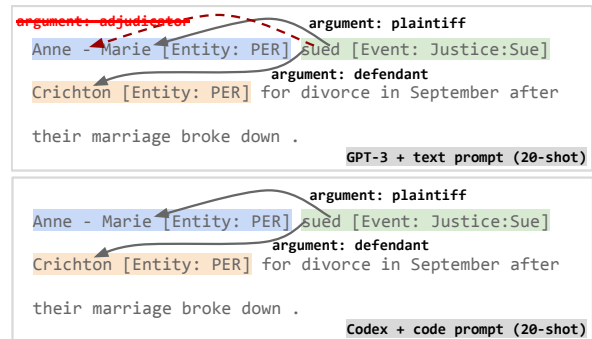 argument: adjudicator
argument: plaintiff
Anne - Marie [Entity: PER] sued [Event: Justice:Sue]
argument: defendant
Crichton [Entity: PER] for divorce in September after
their marriage broke down .
GPT-3 + text prompt (20-shot)
argument: plaintiff
Anne - Marie [Entity: PER] sued [Event: Justice:Sue]
argument: defendant
Crichton [Entity: PER] for divorce in September after
their marriage broke down .
Codex + code prompt (20-shot)